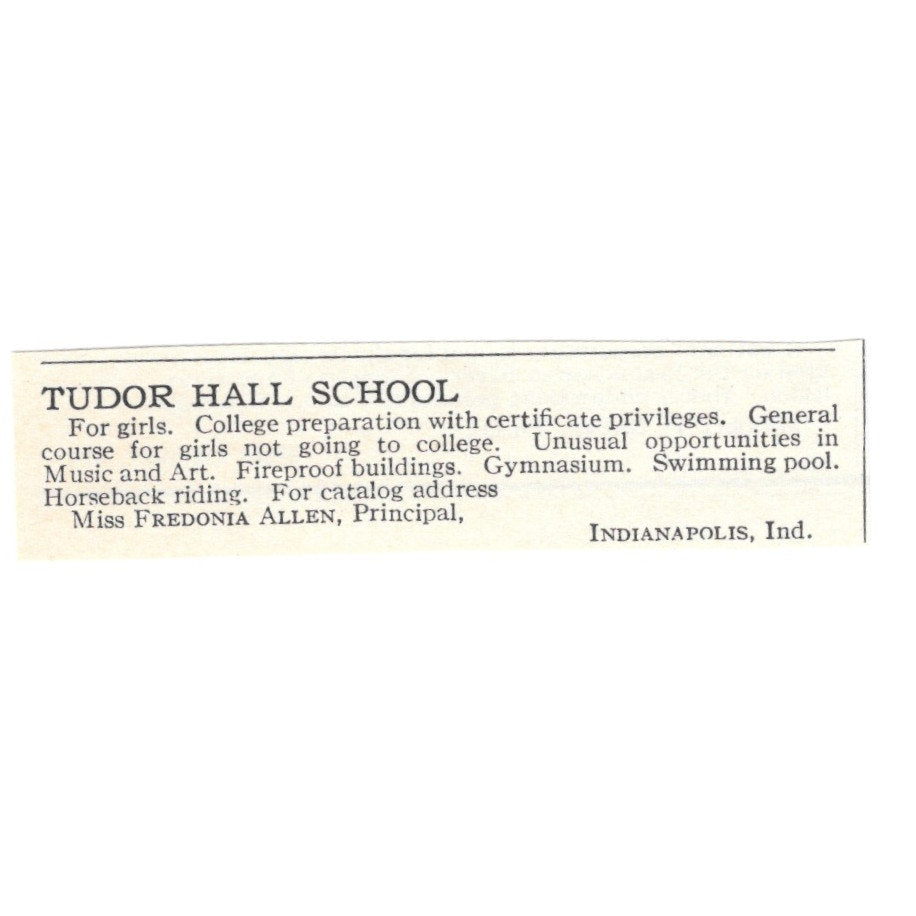 TUDOR HALL SCHOOL
For girls. College preparation with certificate privileges. General
course for girls not going to college. Unusual opportunities in
Music and Art. Fireproof buildings. Gymnasium. Swimming pool.
Horseback riding. For catalog address
Miss FREDONIA ALLEN, Principal,
INDIANAPOLIS, Ind.